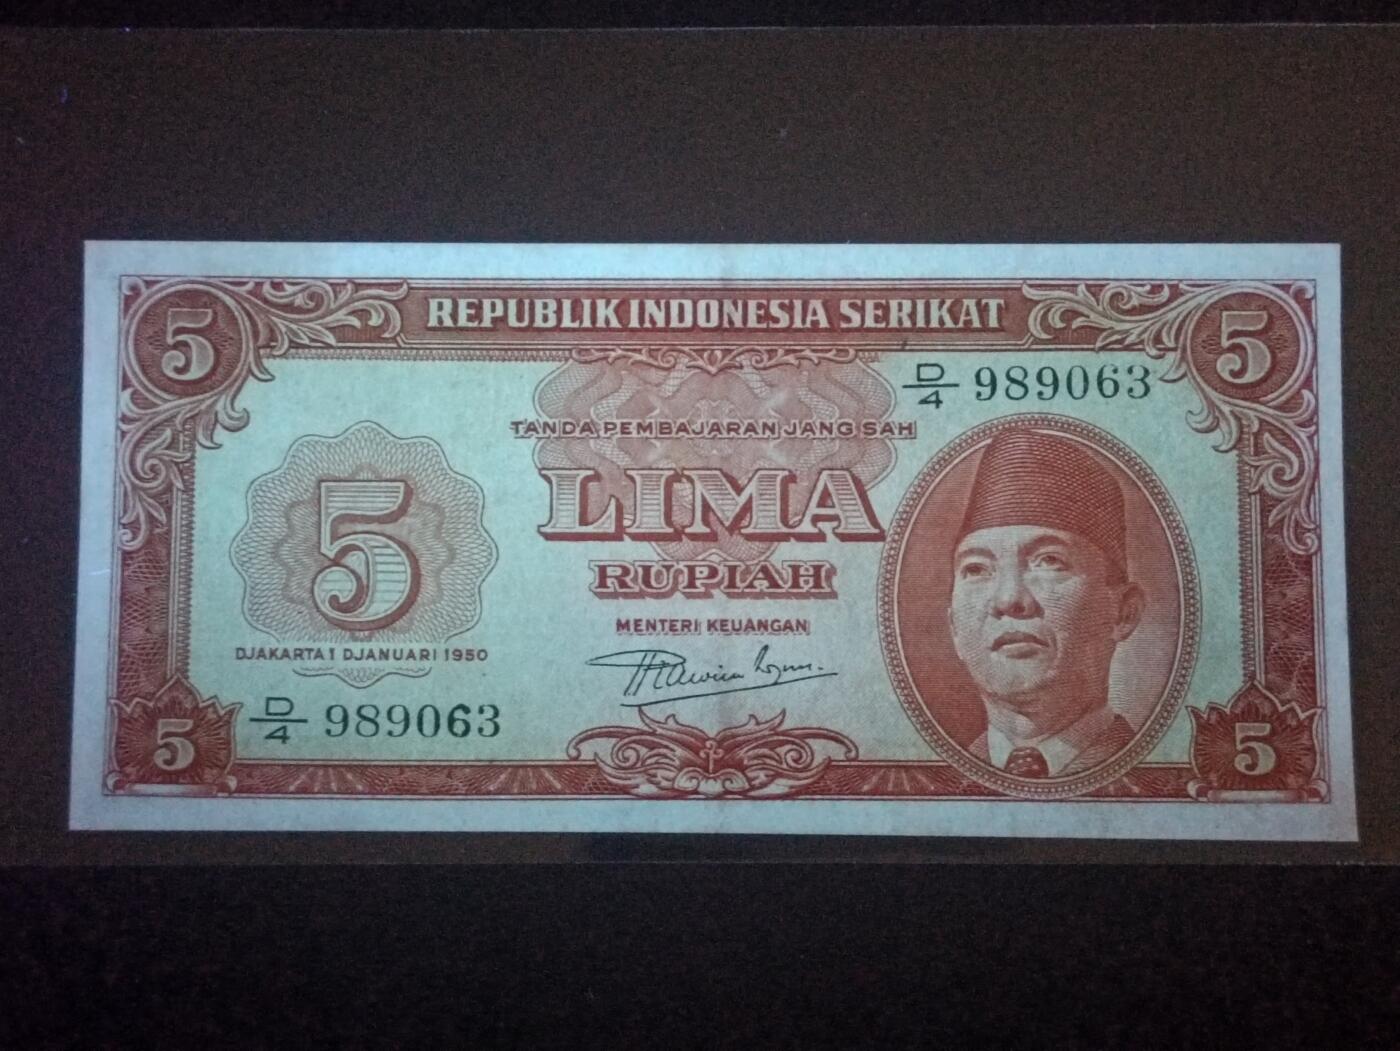 5
REPUBLIK INDONESIA SERIKAT
5
D/4 989063
TANDA PEMBAJARAN JANG SAH
5
LIMA
RUPIAH
MENTERI KEUANGAN
DJAKARTA 1 DJANUARI 1950
D/4 989063
5
5